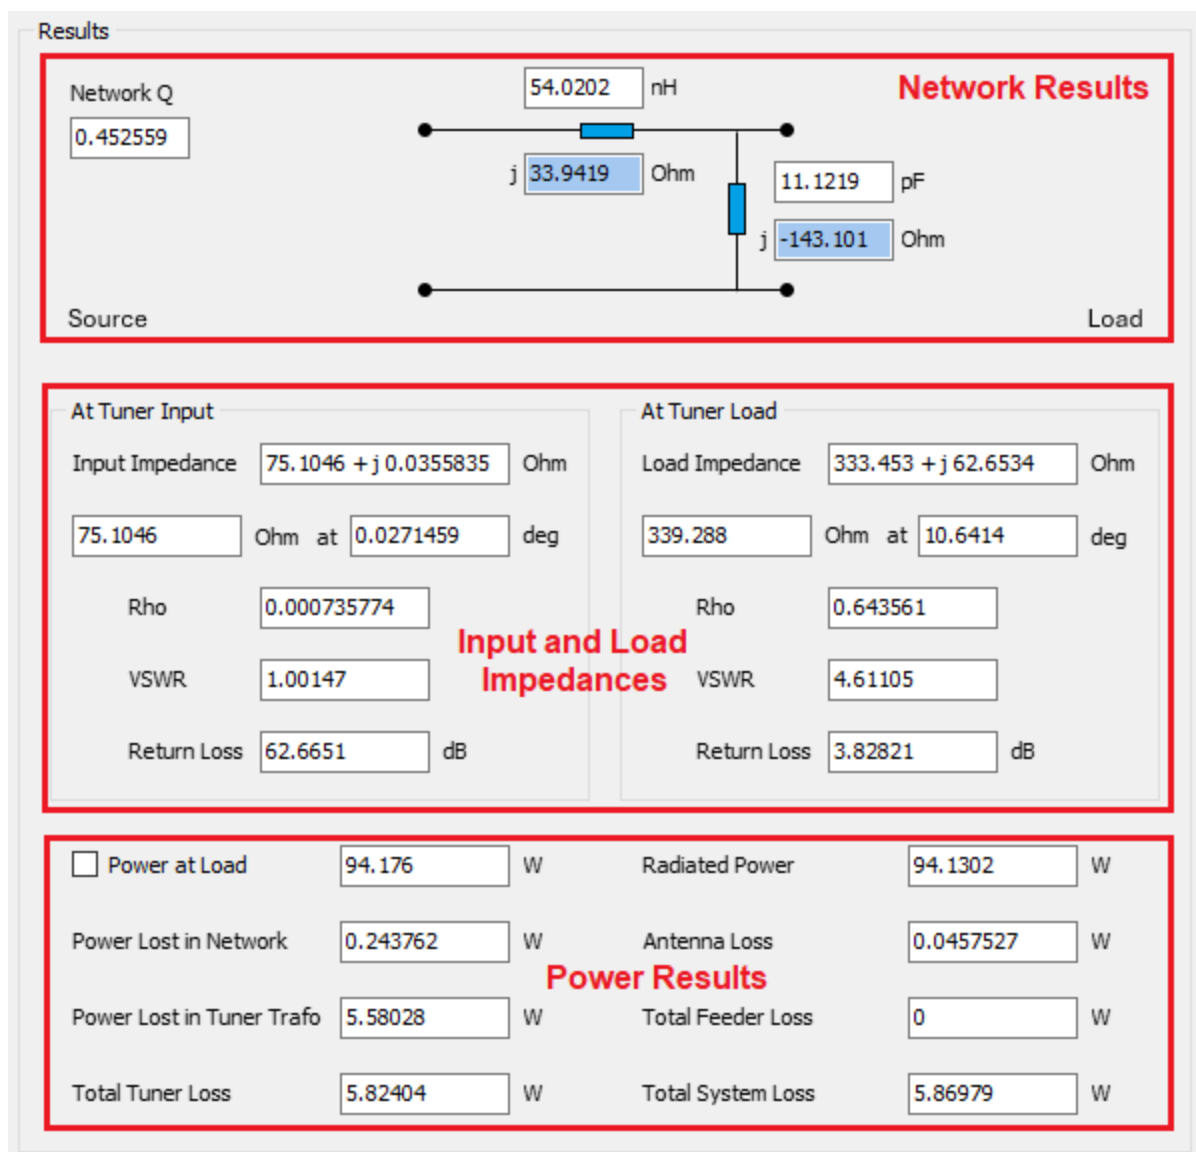 Results
Network Results
Network Q
0.452559
54.0202 nH
j 33.9419 Ohm
11.1219 pF
j -143.101 Ohm
Source
Load
At Tuner Input
Input Impedance 75.1046 + j 0.0355835 Ohm
75.1046 Ohm at 0.0271459 deg
Rho 0.000735774
VSWR 1.00147
Return Loss 62.6651 dB
At Tuner Load
Load Impedance 333.453 + j 62.6534 Ohm
339.288 Ohm at 10.6414 deg
Rho 0.643561
VSWR 4.61105
Return Loss 3.82821 dB
Input and Load
Impedances
Power at Load 94.176 W
Radiated Power 94.1302 W
Power Lost in Network 0.243762 W
Antenna Loss 0.0457527 W
Power Results
Power Lost in Tuner Trafo 5.58028 W
Total Feeder Loss 0 W
Total Tuner Loss 5.82404 W
Total System Loss 5.86979 W